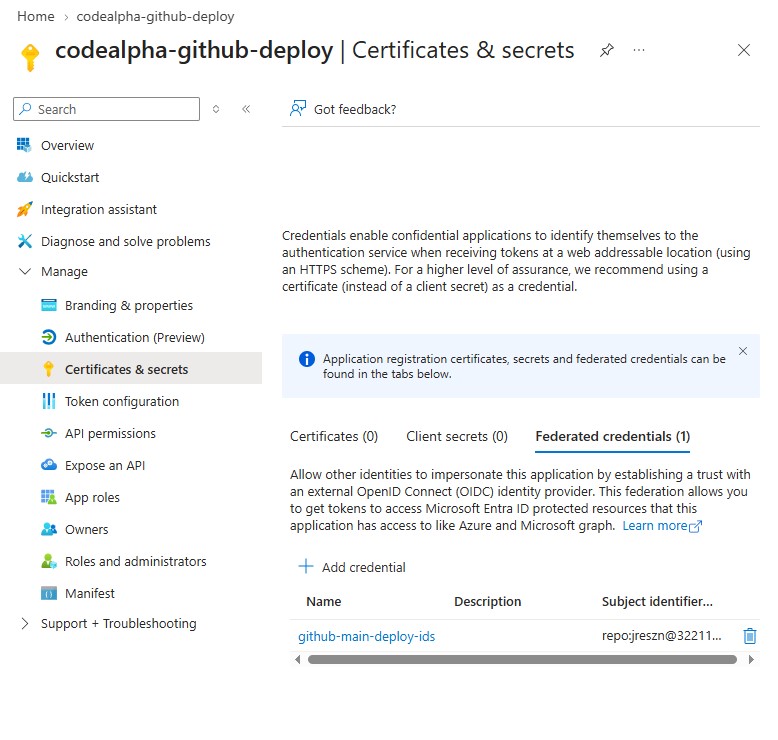 Home > codealpha-github-deploy
codealpha-github-deploy | Certificates & secrets
Search
Got feedback?
Overview
Quickstart
Integration assistant
Diagnose and solve problems
Manage
Branding & properties
Authentication (Preview)
Certificates & secrets
Token configuration
API permissions
Expose an API
App roles
Owners
Roles and administrators
Manifest
Support + Troubleshooting
Credentials enable confidential applications to identify themselves to the
authentication service when receiving tokens at a web addressable location (using
an HTTPS scheme). For a higher level of assurance, we recommend using a
certificate (instead of a client secret) as a credential.
Application registration certificates, secrets and federated credentials can be
found in the tabs below.
Certificates (0) Client secrets (0) Federated credentials (1)
Allow other identities to impersonate this application by establishing a trust with
an external OpenID Connect (OIDC) identity provider. This federation allows you
to get tokens to access Microsoft Entra ID protected resources that this
application has access to like Azure and Microsoft graph. Learn more
Add credential
Name Description Subject identifier...
github-main-deploy-ids repo:jreszn@32211...